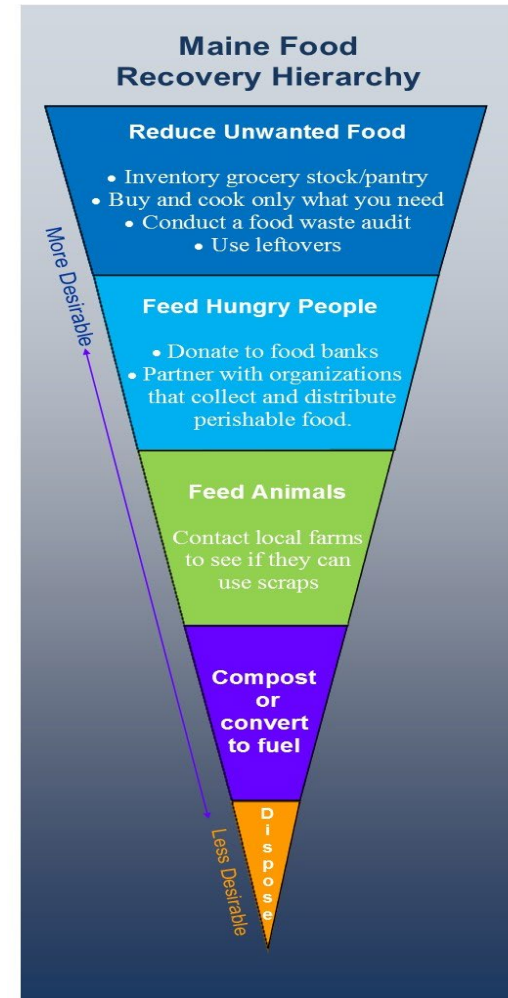 Maine Food
Recovery Hierarchy
Reduce Unwanted Food
• Inventory grocery stock/pantry
• Buy and cook only what you need
• Conduct a food waste audit
• Use leftovers
More Desirable
Feed Hungry People
• Donate to food banks
• Partner with organizations
that collect and distribute
perishable food.
Feed Animals
Contact local farms
to see if they can
use scraps
Compost
or
convert
to fuel
Less Desirable
Dispose